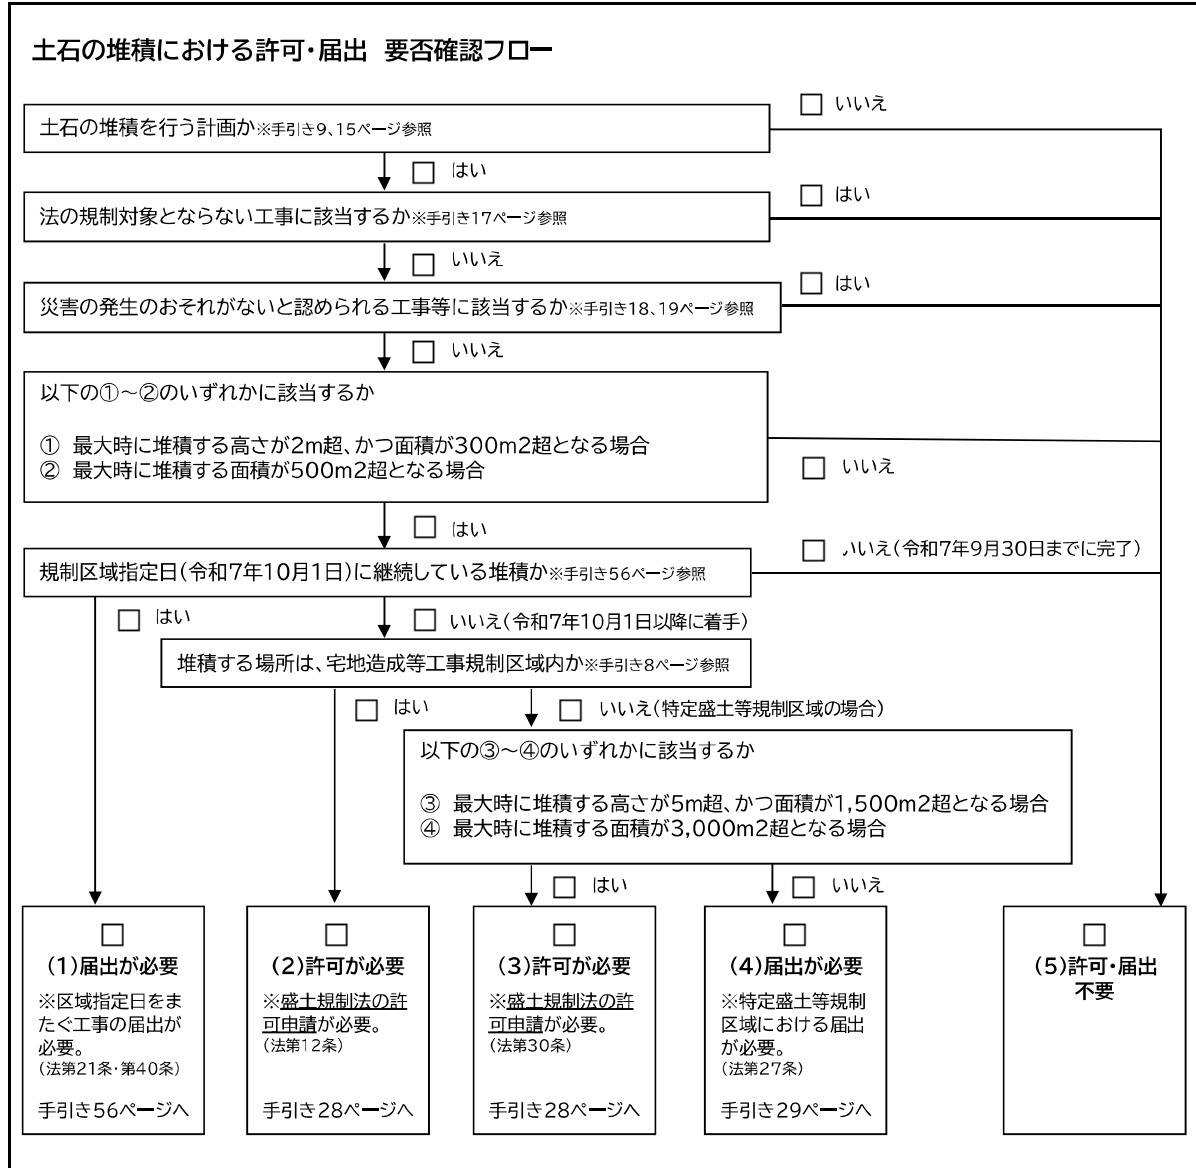 土石の堆積における許可・届出　要否確認フロー
いいえ
土石の堆積を行う計画か※手引き9、15ページ参照
はい
はい
法の規制対象とならない工事に該当するか※手引き17ページ参照
いいえ
はい
災害の発生のおそれがないと認められる工事等に該当するか※手引き18、19ページ参照
いいえ
以下の①～②のいずれかに該当するか
①　最大時に堆積する高さが2m超、かつ面積が300m2超となる場合
②　最大時に堆積する面積が500m2超となる場合
いいえ
はい
いいえ(令和7年9月30日までに完了)
規制区域指定日(令和7年10月1日)に継続している堆積か※手引き56ページ参照
はい
いいえ(令和7年10月1日以降に着手)
堆積する場所は、宅地造成等工事規制区域内か※手引き8ページ参照
はい
いいえ(特定盛土等規制区域の場合)
以下の③～④のいずれかに該当するか
③　最大時に堆積する高さが5m超、かつ面積が1,500m2超となる場合
④　最大時に堆積する面積が3,000m2超となる場合
はい
いいえ
(1)届出が必要
※区域指定日をま
たぐ工事の届出が
必要。
(法第21条・第40条)
手引き56ページへ
(2)許可が必要
※盛土規制法の許
可申請が必要。
(法第12条)
手引き28ページへ
(3)許可が必要
※盛土規制法の許
可申請が必要。
(法第30条)
手引き28ページへ
(4)届出が必要
※特定盛土等規制
区域における届出
が必要。
(法第27条)
手引き29ページへ
(5)許可・届出
不要